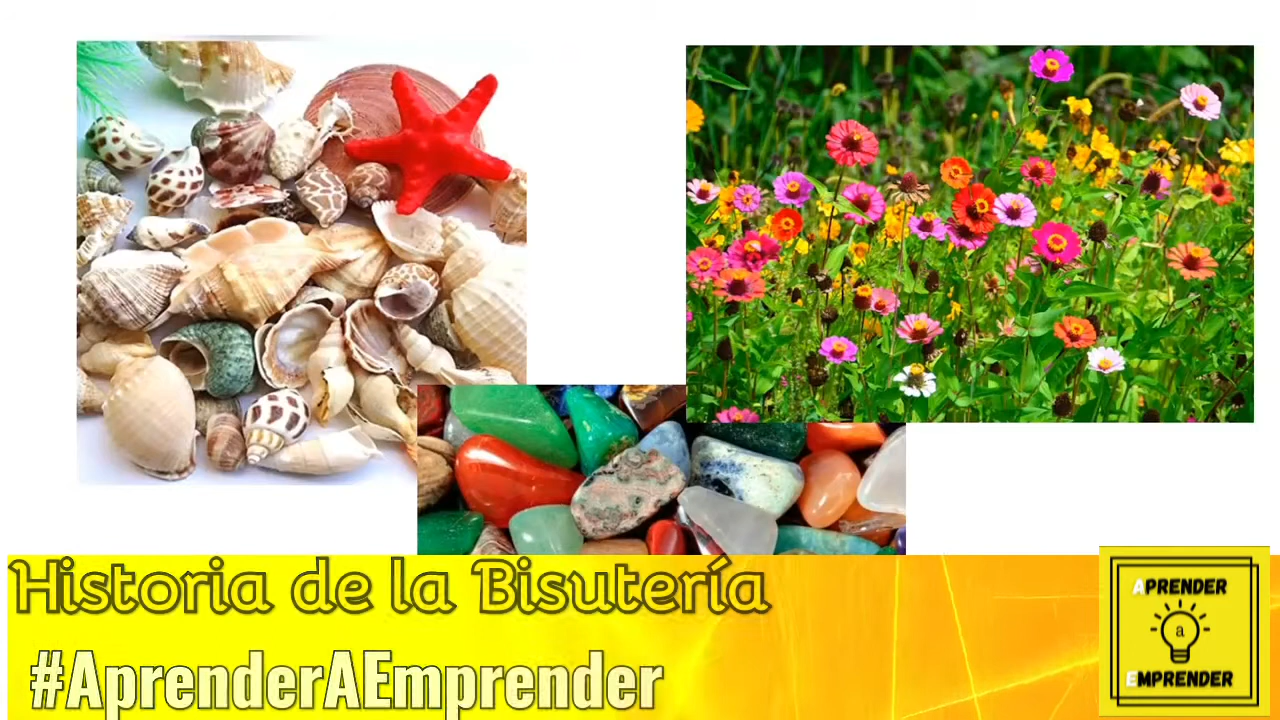 Historia de la Bisutería
#AprenderAEmprender
APRENDER
a
EMPRENDER